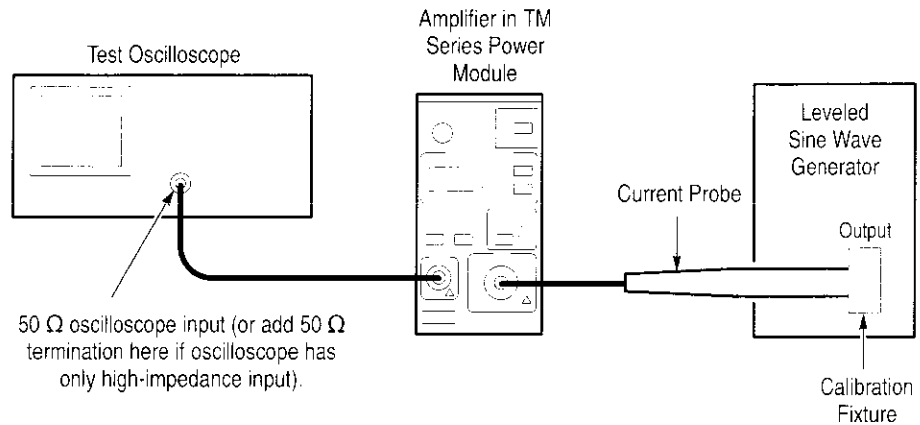 Amplifier in TM
Series Power
Module
Test Oscilloscope
Leveled
Sine Wave
Generator
Current Probe
Output
50 Ω oscilloscope input (or add 50 Ω
termination here if oscilloscope has
only high-impedance input).
Calibration
Fixture